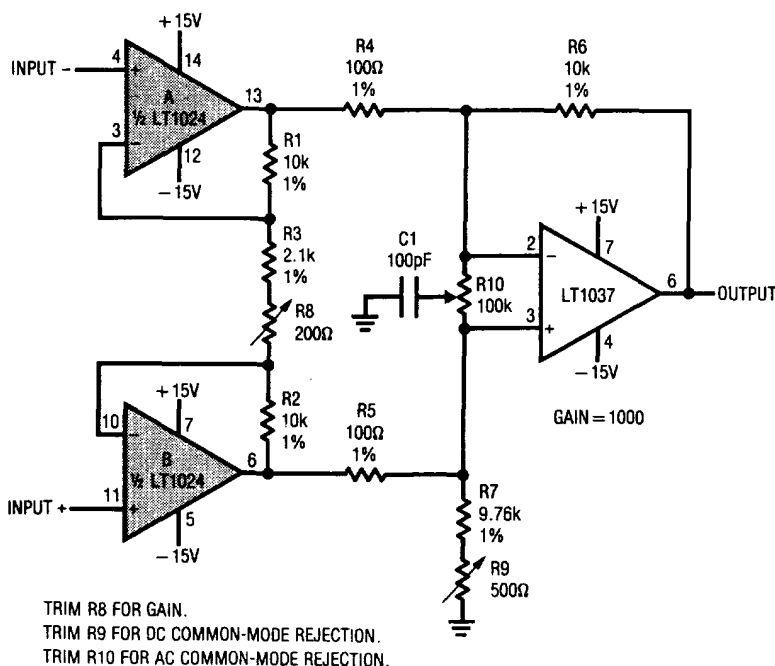 +15V
INPUT −
4
14
+
A
13
½ LT1024
3
−
12
−15V
R4
100Ω
1%
R6
10k
1%
R1
10k
1%
R3
2.1k
1%
R8
200Ω
C1
100pF
R10
100k
+15V
2
−
7
LT1037
6
OUTPUT
3
+
4
−15V
GAIN = 1000
+15V
R2
10k
1%
10
−
7
B
6
½ LT1024
INPUT +
11
+
5
−15V
R5
100Ω
1%
R7
9.76k
1%
R9
500Ω
TRIM R8 FOR GAIN.
TRIM R9 FOR DC COMMON-MODE REJECTION.
TRIM R10 FOR AC COMMON-MODE REJECTION.